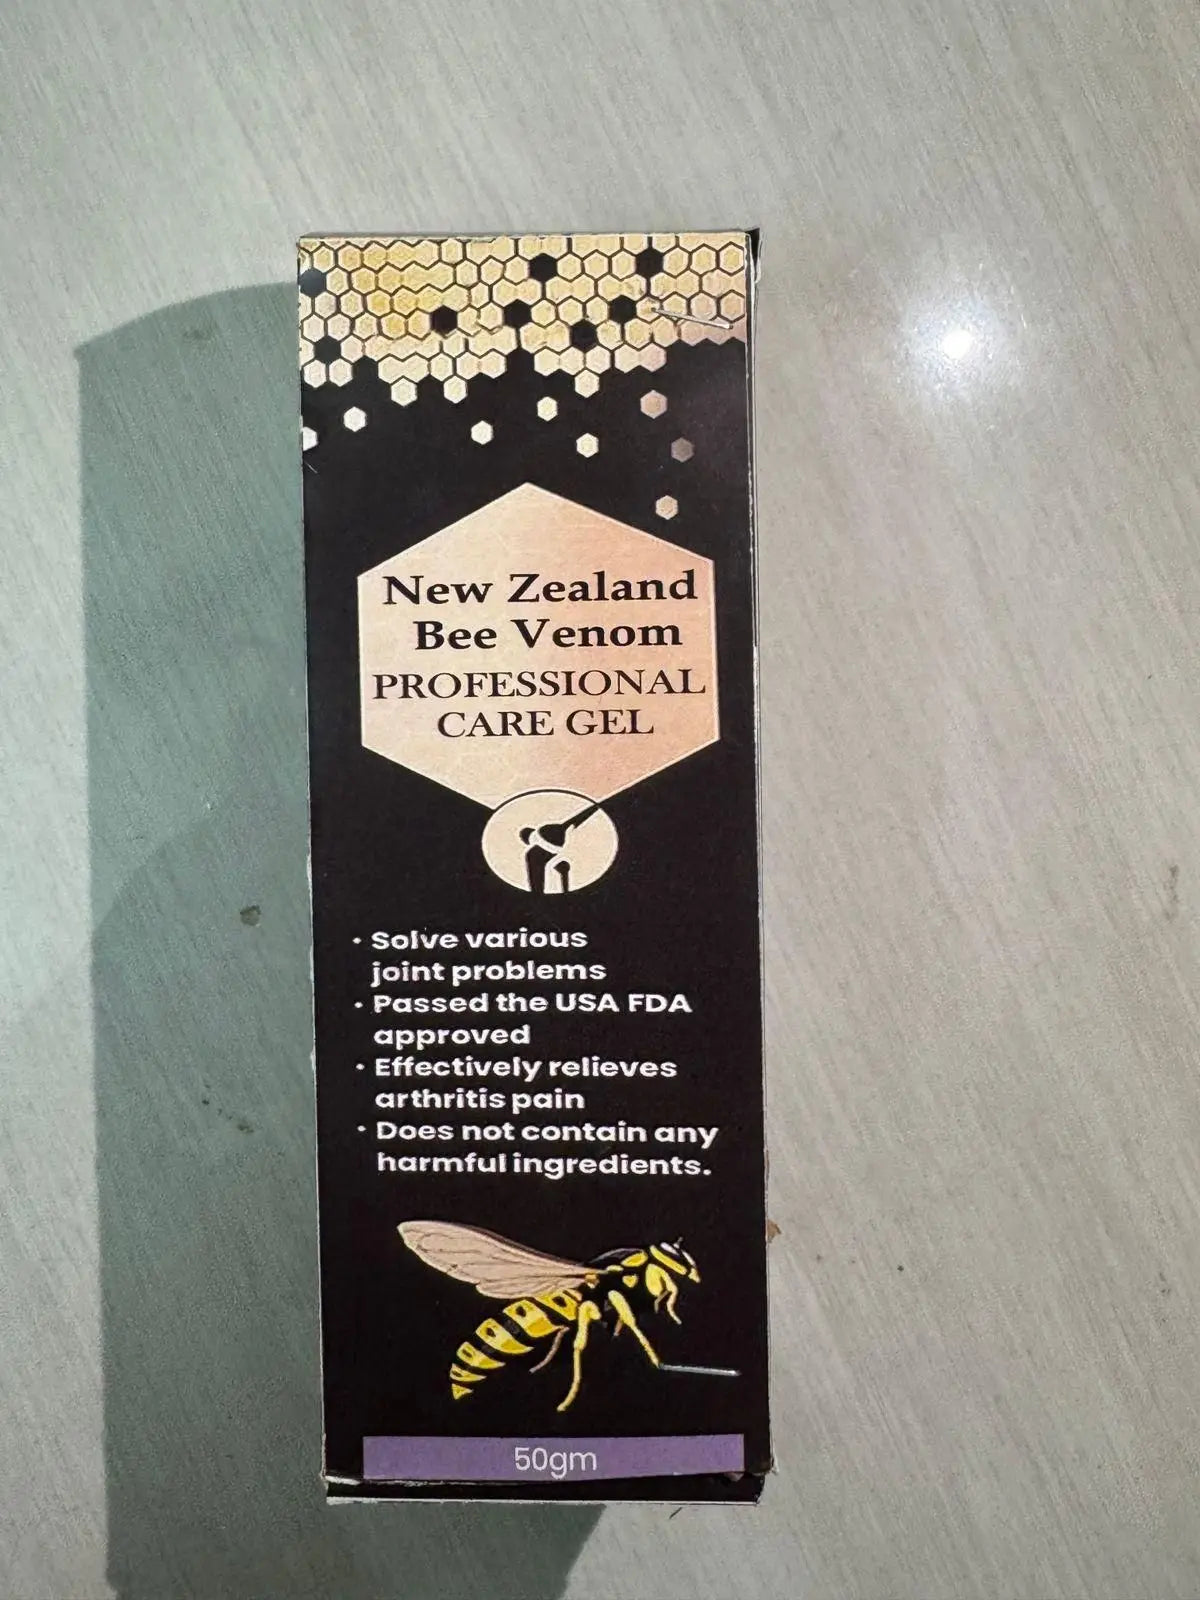 New Zealand
Bee Venom
PROFESSIONAL
CARE GEL
• Solve various
joint problems
• Passed the USA FDA
approved
• Effectively relieves
arthritis pain
• Does not contain any
harmful ingredients.
50gm